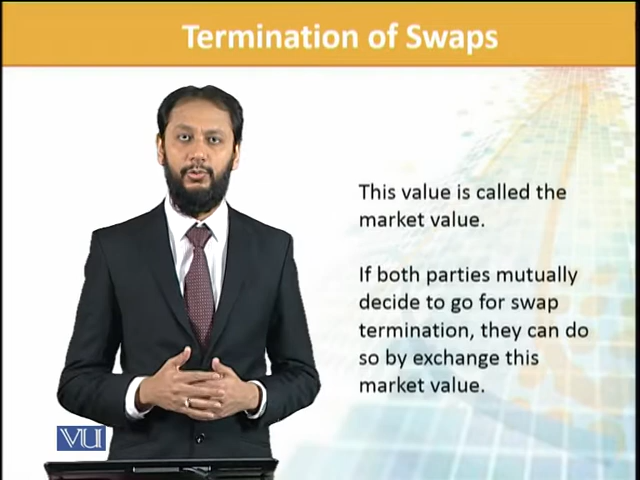 Termination of Swaps
This value is called the
market value.
If both parties mutually
decide to go for swap
termination, they can do
so by exchange this
market value.
VU